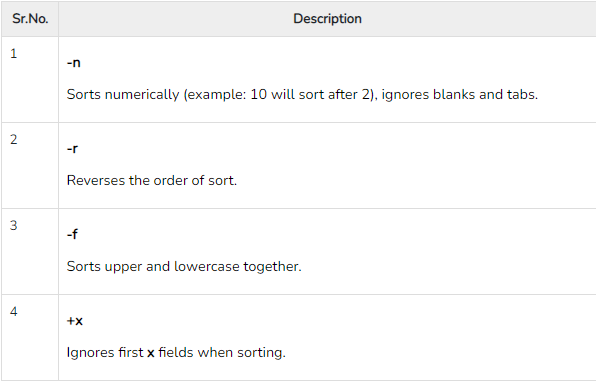 Sr.No. Description
1
-n
Sorts numerically (example: 10 will sort after 2), ignores blanks and tabs.
2
-r
Reverses the order of sort.
3
-f
Sorts upper and lowercase together.
4
+x
Ignores first x fields when sorting.